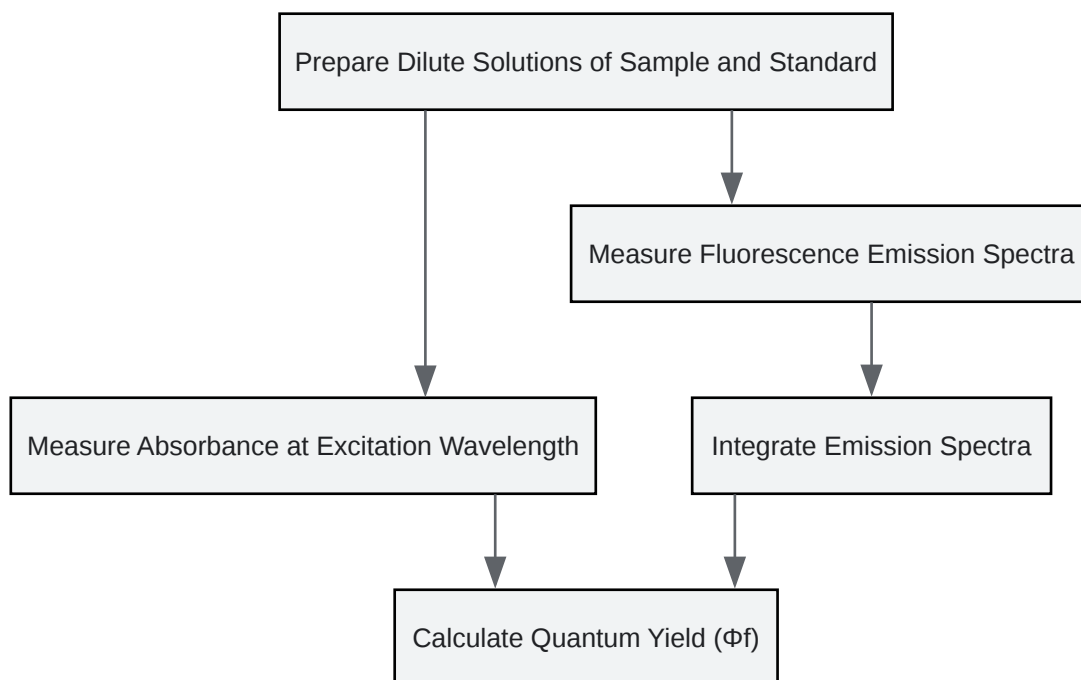 Prepare Dilute Solutions of Sample and Standard
Measure Fluorescence Emission Spectra
Measure Absorbance at Excitation Wavelength
Integrate Emission Spectra
Calculate Quantum Yield (Φf)